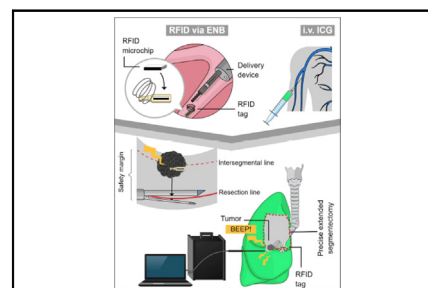 RFID via ENB
i.v. ICG
RFID
microchip
Delivery
device
RFID
tag
Safety margin
Intersegmental line
Resection line
Tumor
BEEP!
Precise extended
segmentectomy
RFID
tag